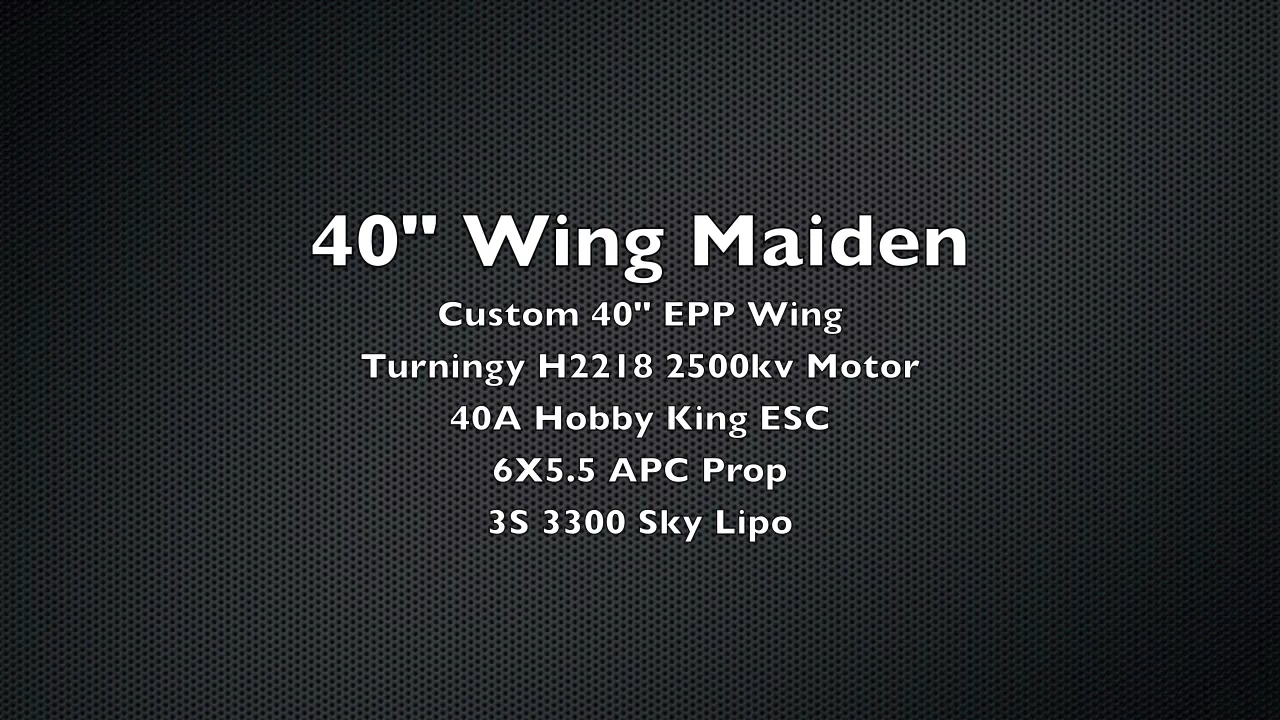 40" Wing Maiden
Custom 40" EPP Wing
Turningy H2218 2500kv Motor
40A Hobby King ESC
6X5.5 APC Prop
3S 3300 Sky Lipo